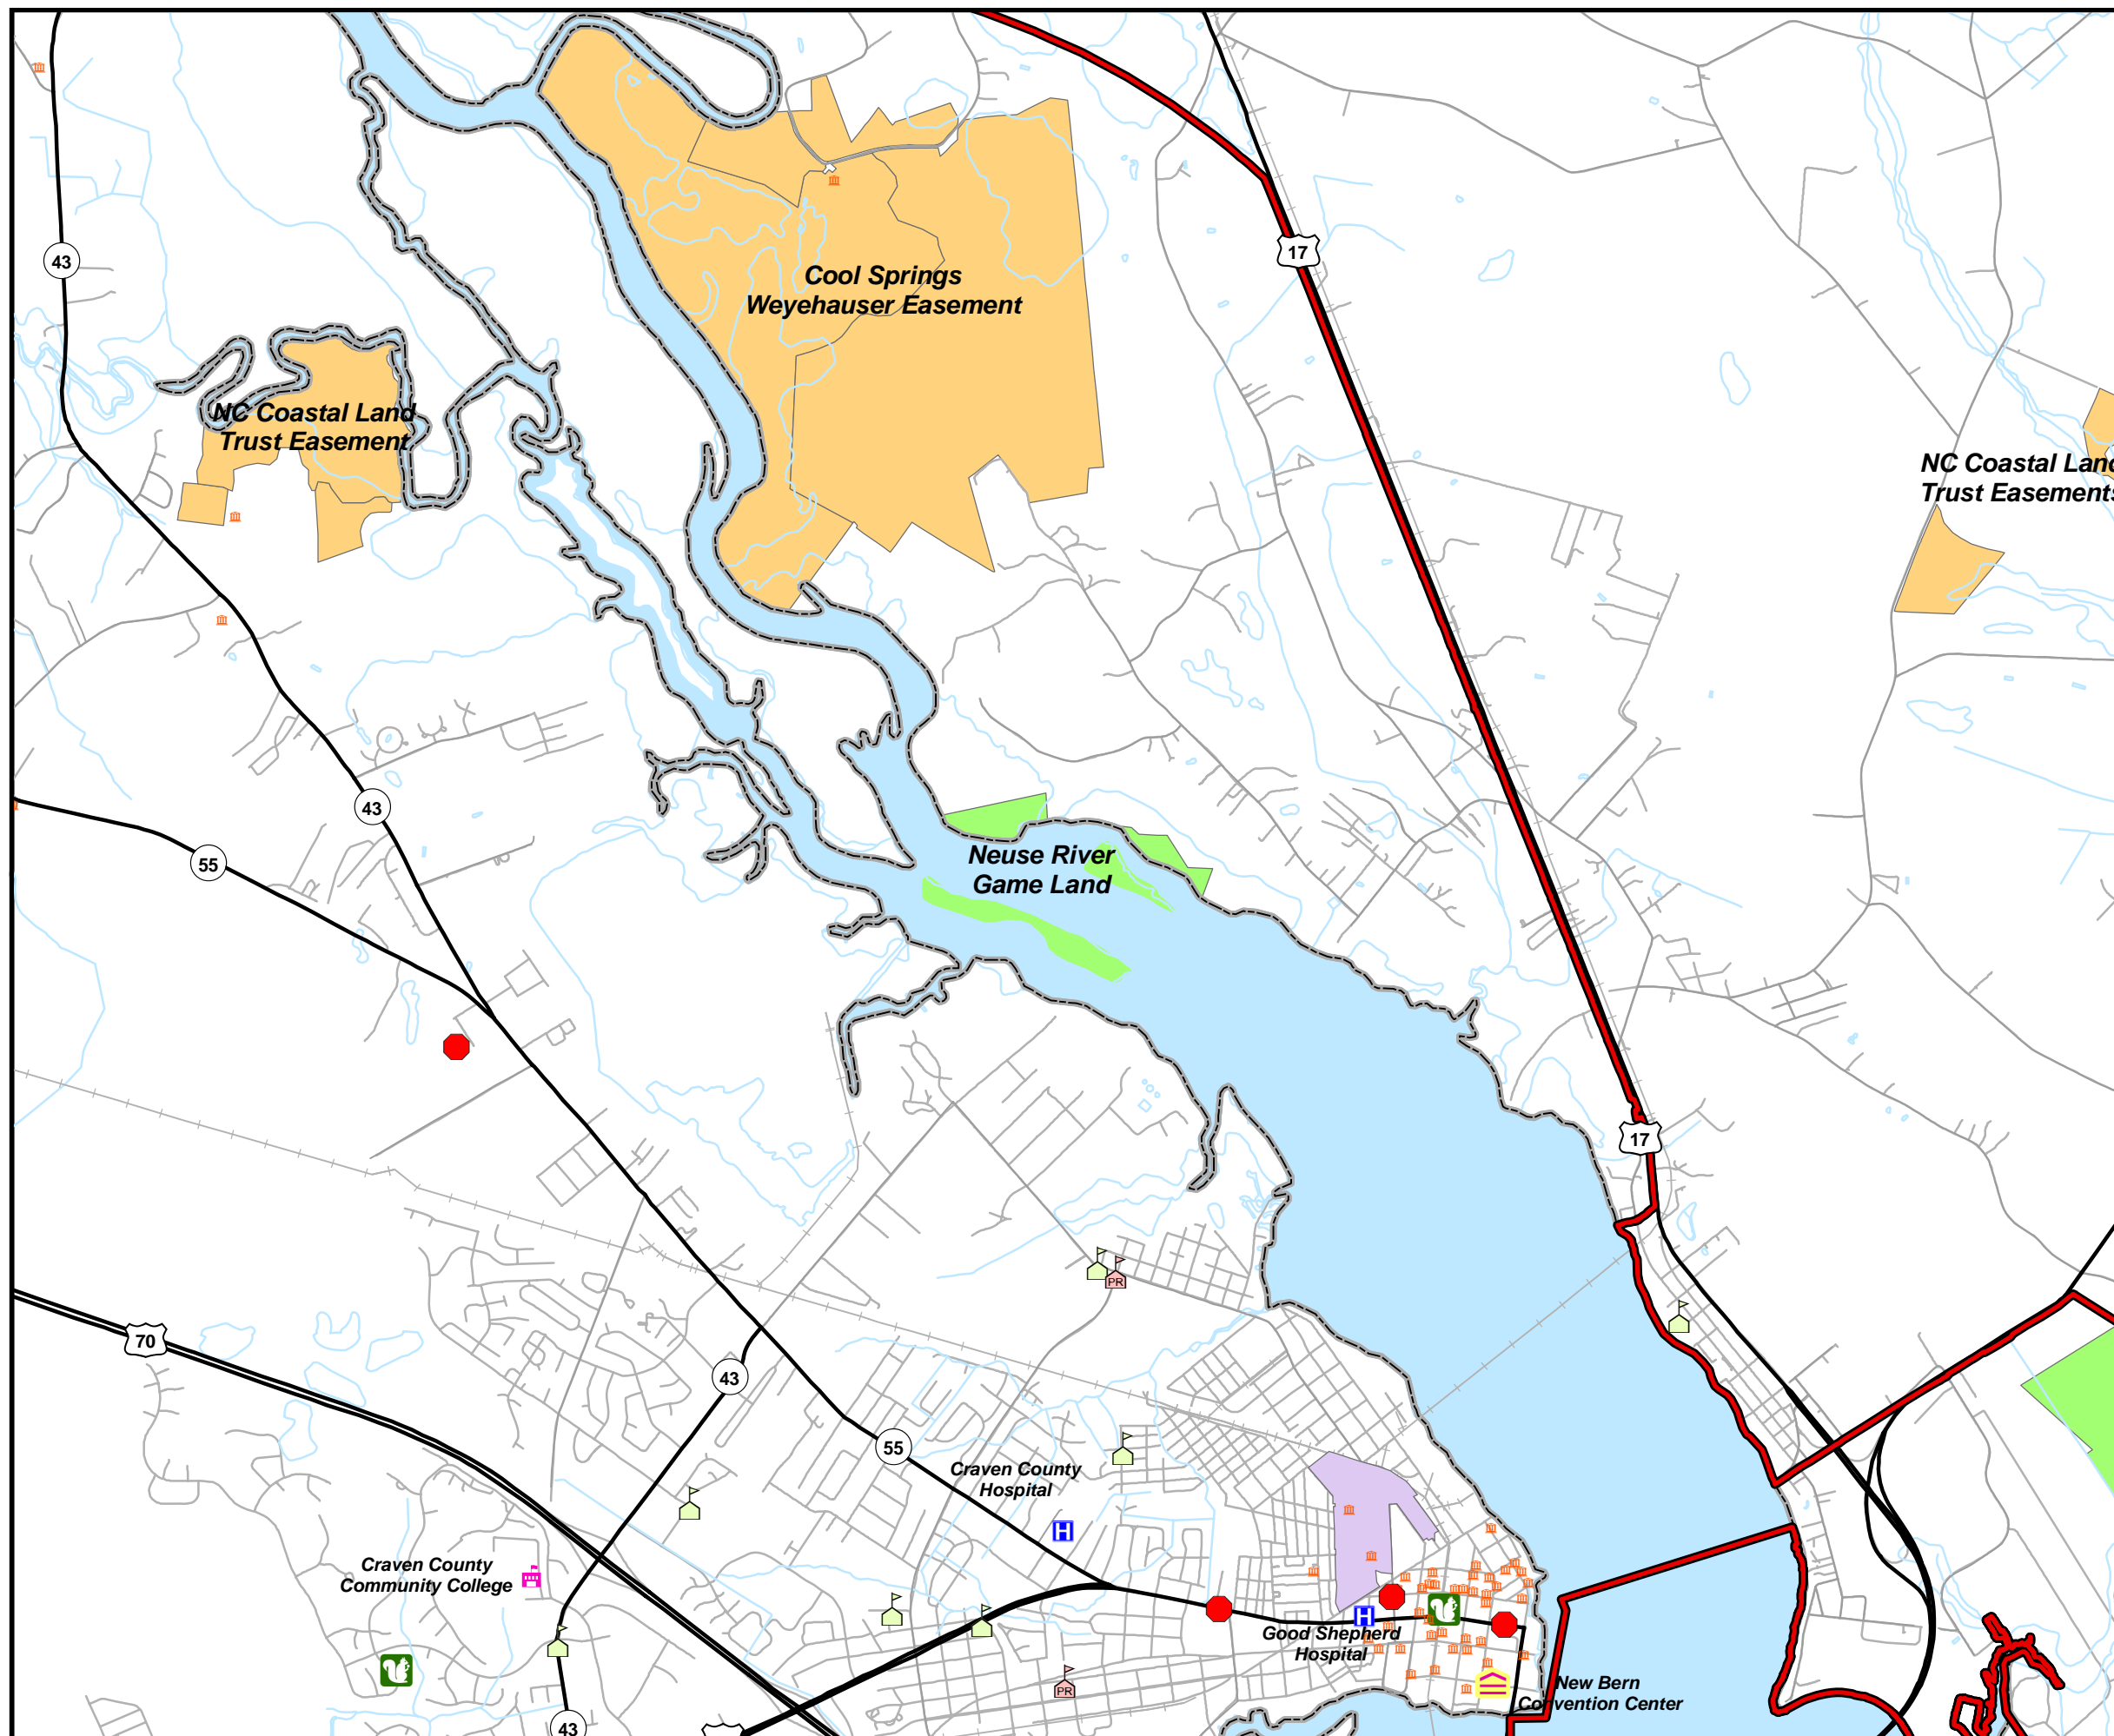 43
17
Cool Springs
Weyehauser Easement
NC Coastal Land
Trust Easement
NC Coastal Land
Trust Easements
43
55
Neuse River
Game Land
17
PR
70
43
55
Craven County
Hospital
H
Craven County
Community College
H
Good Shepherd
Hospital
PR
New Bern
Convention Center
43